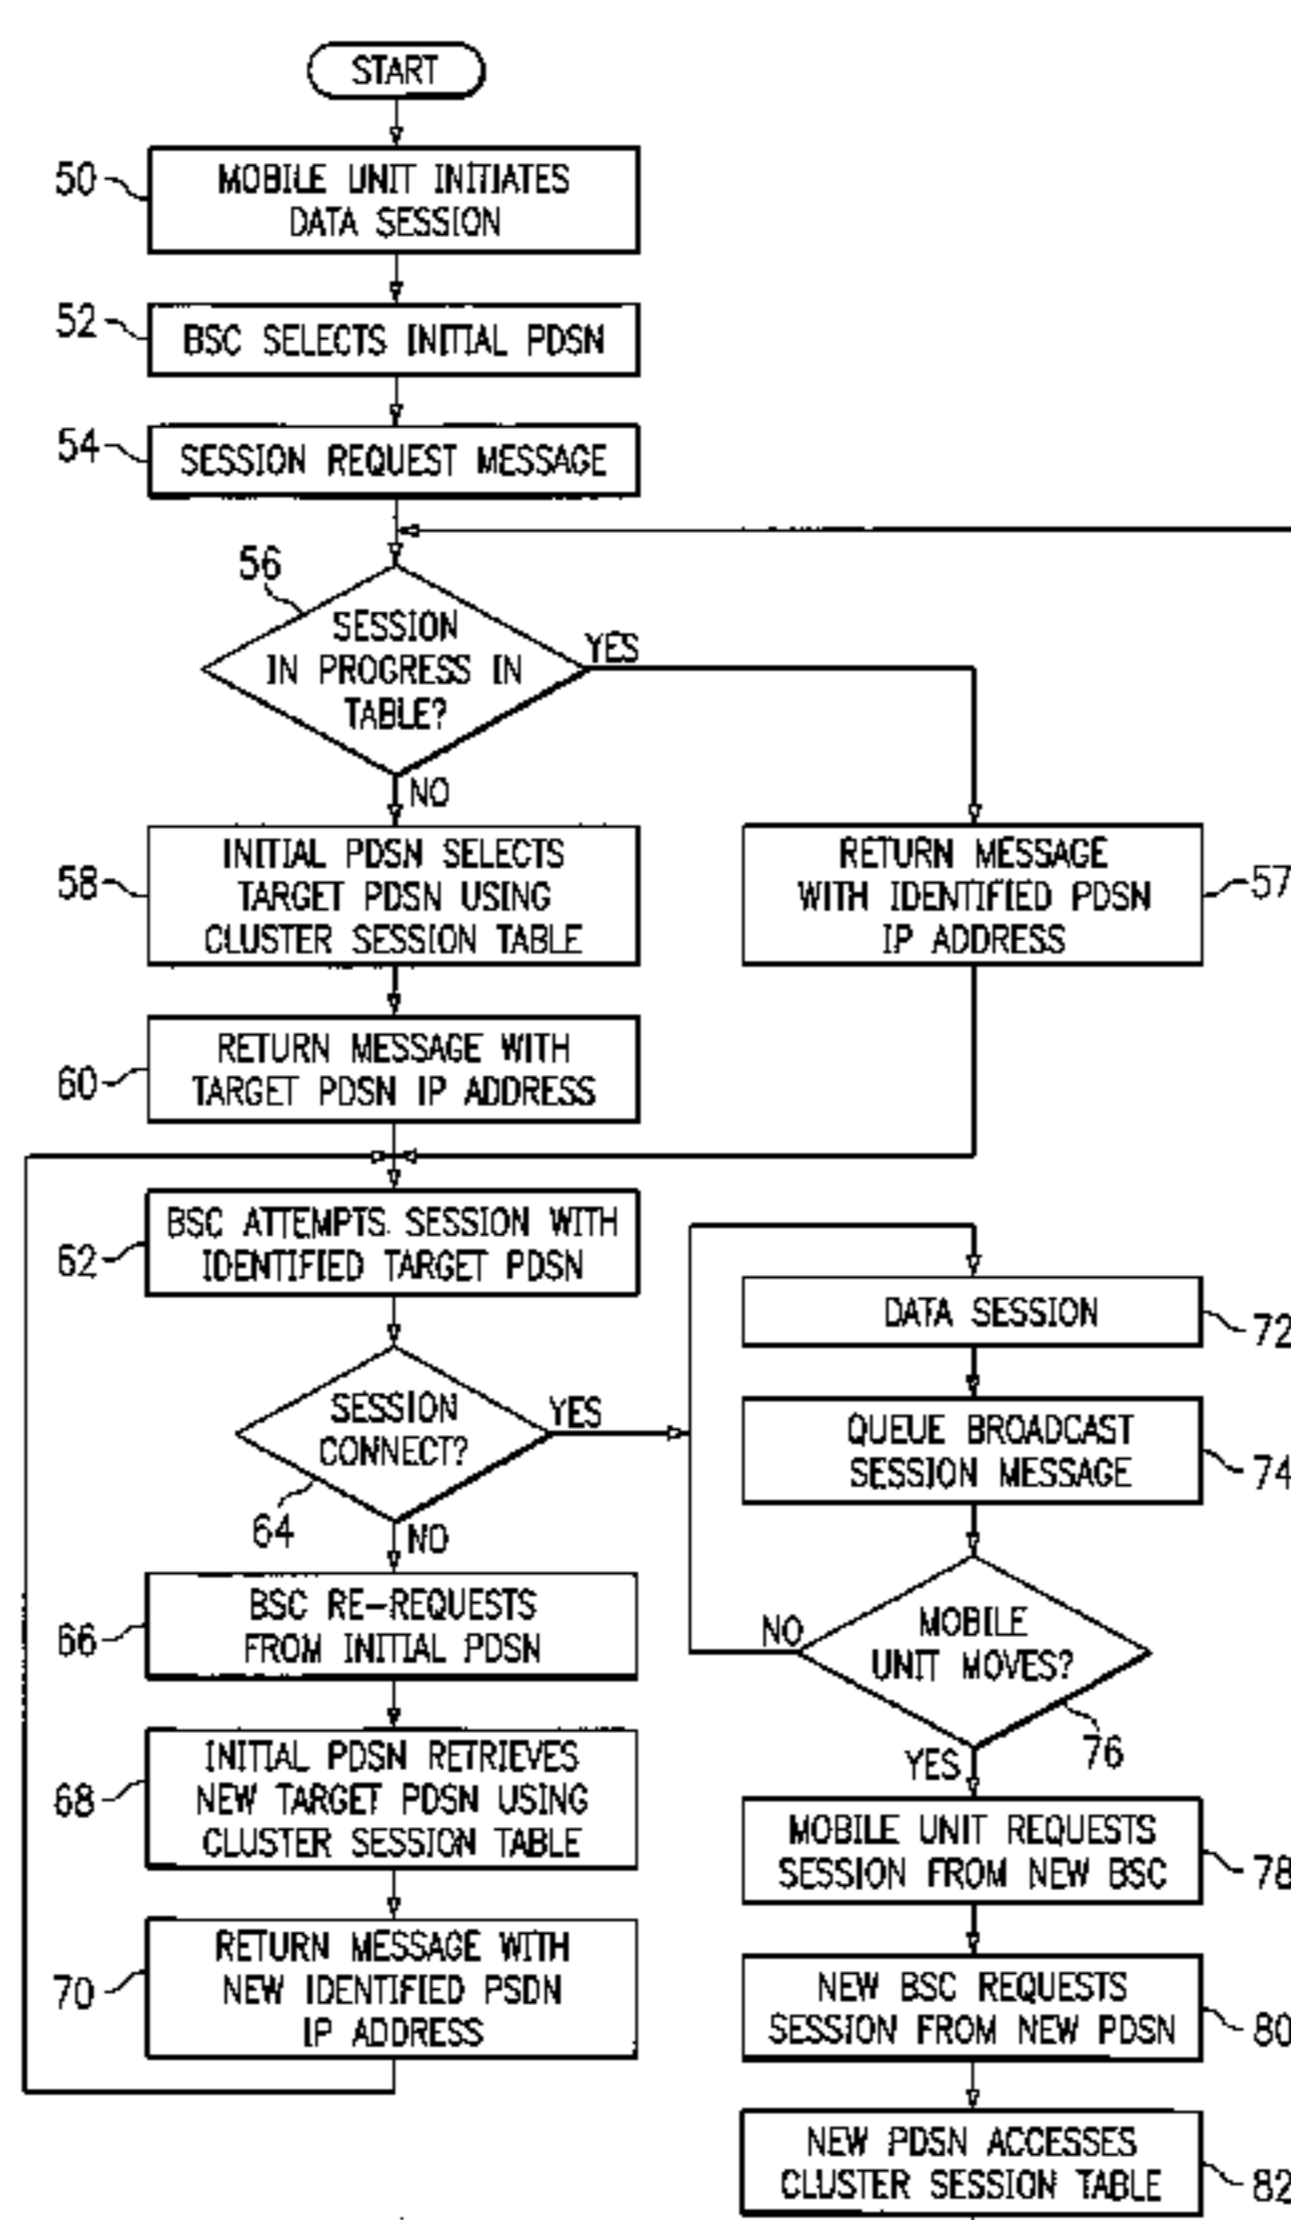 START
50
MOBILE UNIT INITIATES
DATA SESSION
52
BSC SELECTS INITIAL PDSN
54
SESSION REQUEST MESSAGE
56
SESSION
IN PROGRESS IN
TABLE?
YES
NO
58
INITIAL PDSN SELECTS
TARGET PDSN USING
CLUSTER SESSION TABLE
RETURN MESSAGE
WITH IDENTIFIED PDSN
IP ADDRESS
57
60
RETURN MESSAGE WITH
TARGET PDSN IP ADDRESS
62
BSC ATTEMPTS SESSION WITH
IDENTIFIED TARGET PDSN
SESSION
CONNECT?
YES
64
NO
66
BSC RE-REQUESTS
FROM INITIAL PDSN
68
INITIAL PDSN RETRIEVES
NEW TARGET PDSN USING
CLUSTER SESSION TABLE
70
RETURN MESSAGE WITH
NEW IDENTIFIED PSDN
IP ADDRESS
DATA SESSION
72
QUEUE BROADCAST
SESSION MESSAGE
74
NO
MOBILE
UNIT MOVES?
76
YES
MOBILE UNIT REQUESTS
SESSION FROM NEW BSC
78
NEW BSC REQUESTS
SESSION FROM NEW PDSN
80
NEW PDSN ACCESSES
CLUSTER SESSION TABLE
82